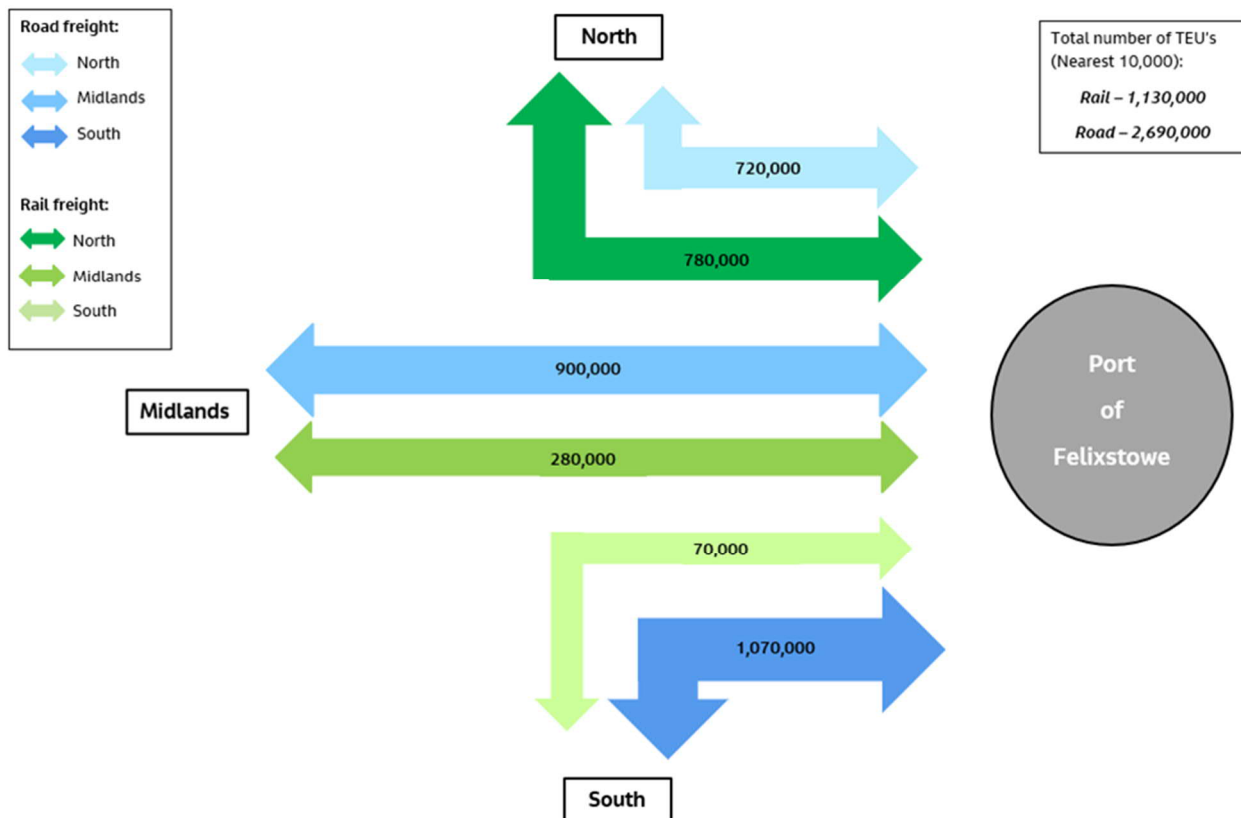 Road freight:
North
Midlands
South
Rail freight:
North
Midlands
South
North
Total number of TEU's
(Nearest 10,000):
Rail – 1,130,000
Road – 2,690,000
720,000
780,000
900,000
Midlands
280,000
Port
of
Felixstowe
70,000
1,070,000
South